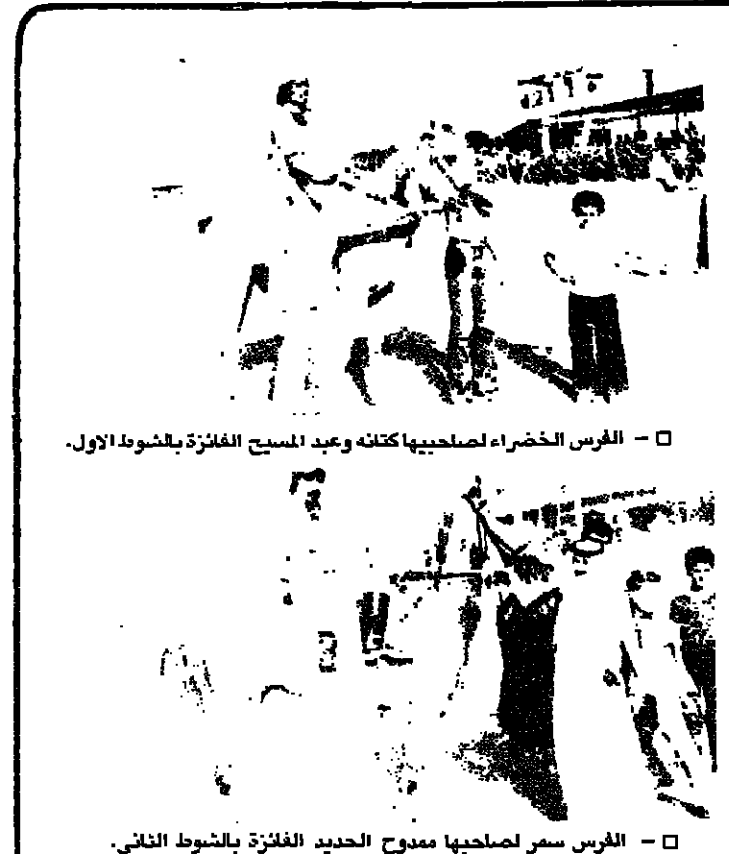 □ – الفرس الخضراء لصاحبيها كتانه وعبد المسيح الفائزة بالشوط الاول.
□ – الفرس سمر لصاحبها ممدوح الحديد الفائزة بالشوط الثاني.